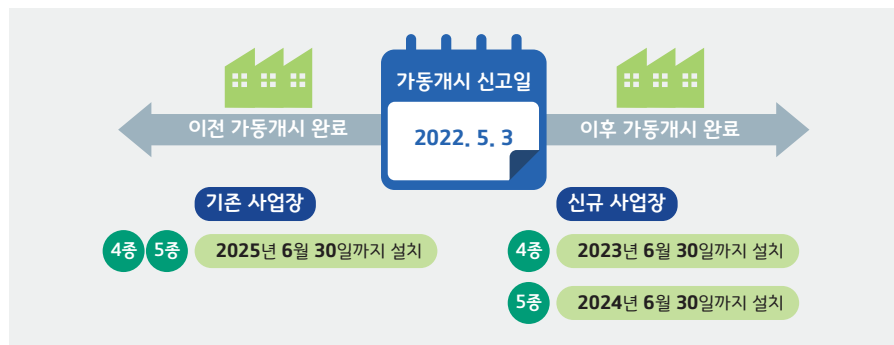 가동개시 신고일
2022. 5. 3
이전 가동개시 완료
이후 가동개시 완료
기존 사업장
4종 5종 2025년 6월 30일까지 설치
신규 사업장
4종 2023년 6월 30일까지 설치
5종 2024년 6월 30일까지 설치